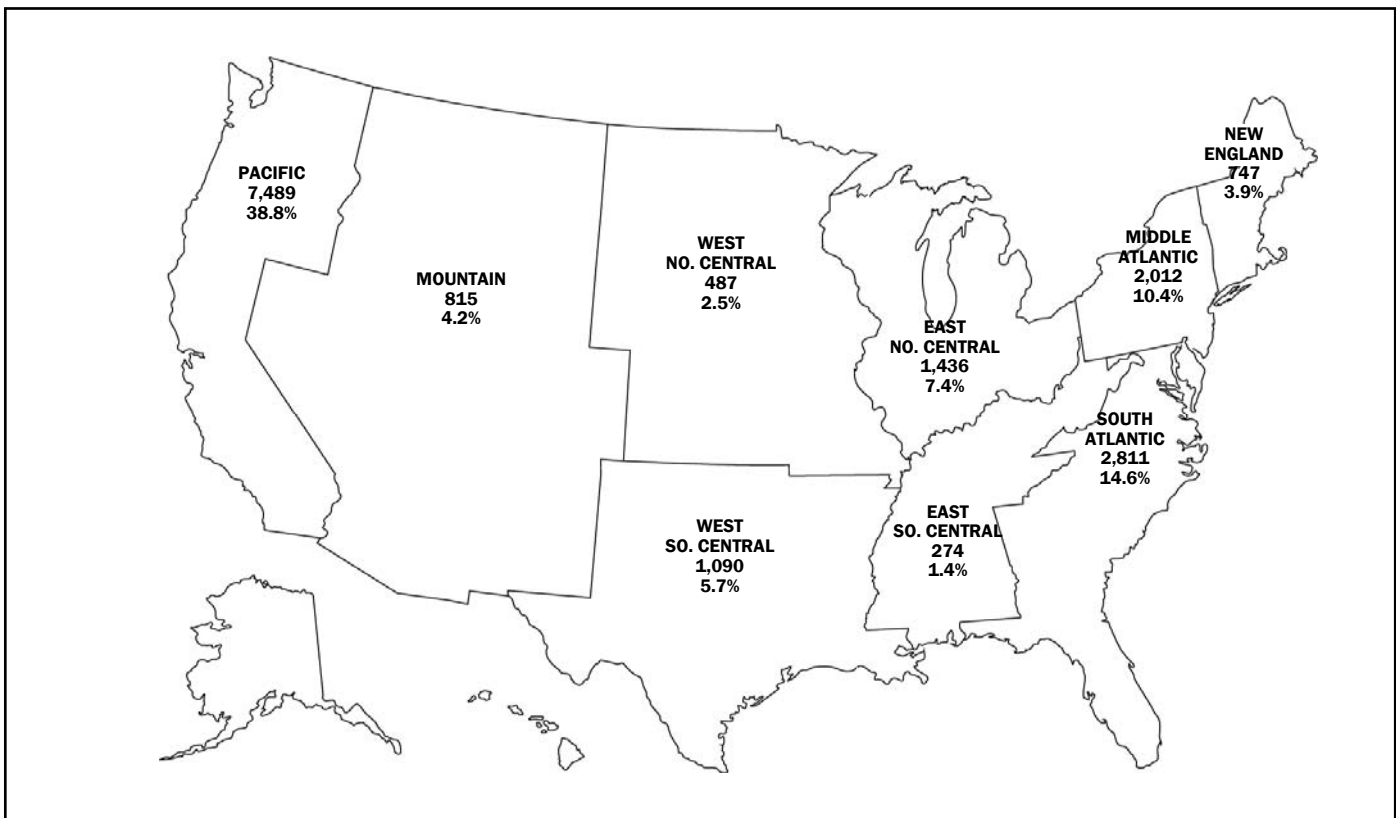 NEW
ENGLAND
747
3.9%
PACIFIC
7,489
38.8%
MIDDLE
ATLANTIC
2,012
10.4%
WEST
NO. CENTRAL
487
2.5%
MOUNTAIN
815
4.2%
EAST
NO. CENTRAL
1,436
7.4%
SOUTH
ATLANTIC
2,811
14.6%
EAST
SO. CENTRAL
274
1.4%
WEST
SO. CENTRAL
1,090
5.7%